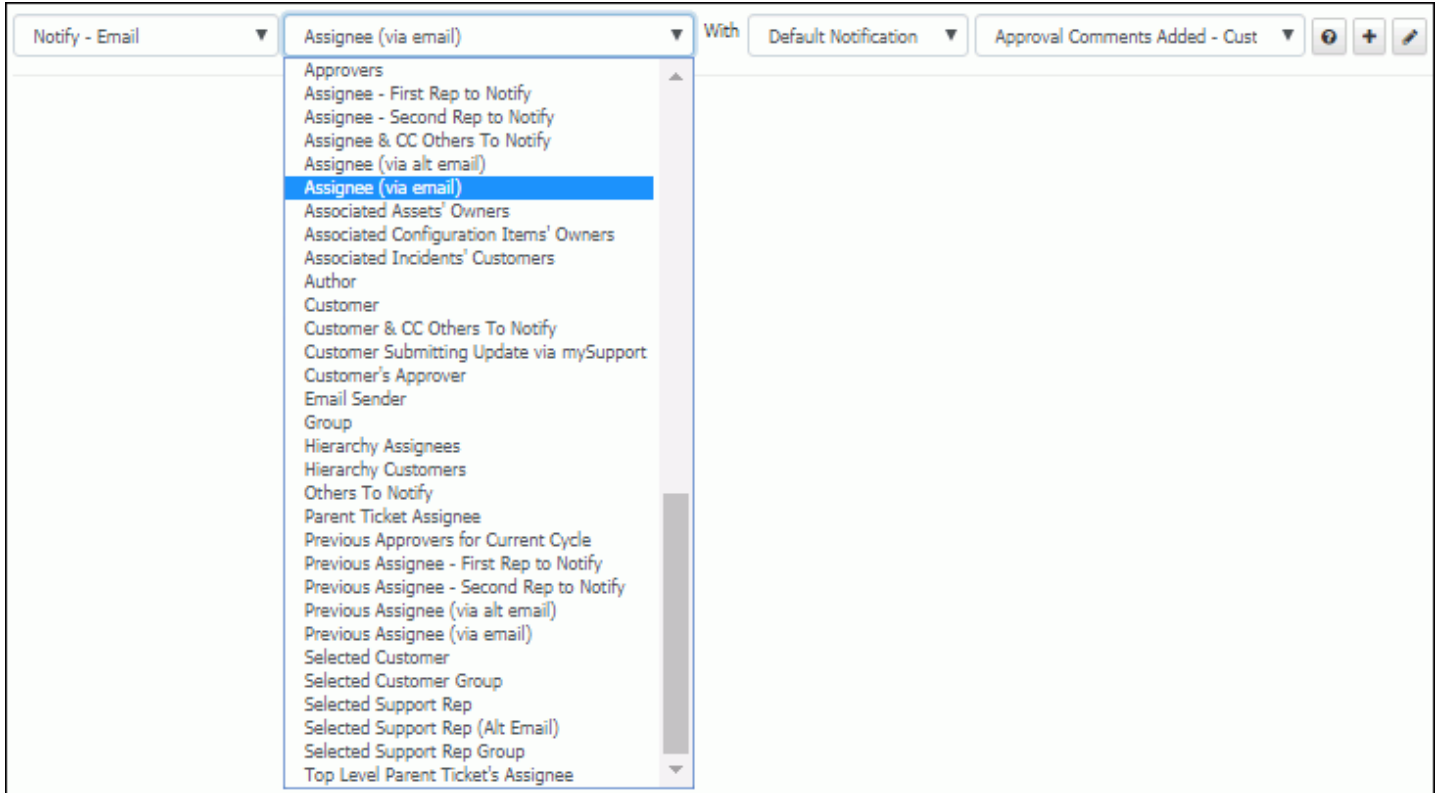 Notify - Email
Assignee (via email)
With
Default Notification
Approval Comments Added - Cust
Approvers
Assignee - First Rep to Notify
Assignee - Second Rep to Notify
Assignee & CC Others To Notify
Assignee (via alt email)
Assignee (via email)
Associated Assets' Owners
Associated Configuration Items' Owners
Associated Incidents' Customers
Author
Customer
Customer & CC Others To Notify
Customer Submitting Update via mySupport
Customer's Approver
Email Sender
Group
Hierarchy Assignees
Hierarchy Customers
Others To Notify
Parent Ticket Assignee
Previous Approvers for Current Cycle
Previous Assignee - First Rep to Notify
Previous Assignee - Second Rep to Notify
Previous Assignee (via alt email)
Previous Assignee (via email)
Selected Customer
Selected Customer Group
Selected Support Rep
Selected Support Rep (Alt Email)
Selected Support Rep Group
Top Level Parent Ticket's Assignee